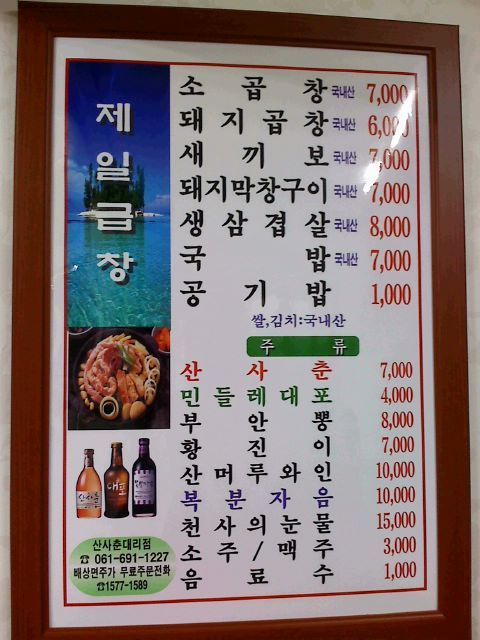 제일곱창
소곱창 국내산 7,000
돼지곱창 국내산 6,000
새끼보 국내산 7,000
돼지막창구이 국내산 7,000
생삼겹살 국내산 8,000
국밥 국내산 7,000
공기밥 1,000
쌀,김치:국내산
주류
산사춘 7,000
민들레대포 4,000
부안뽕 8,000
황진이 7,000
산머루와인 10,000
복분자음 10,000
천사의눈물 15,000
소주/맥주 3,000
음료수 1,000
산사춘
대포
산사춘대리점
☎ 061-691-1227
배상면주가 무료주문전화
☎1577-1589